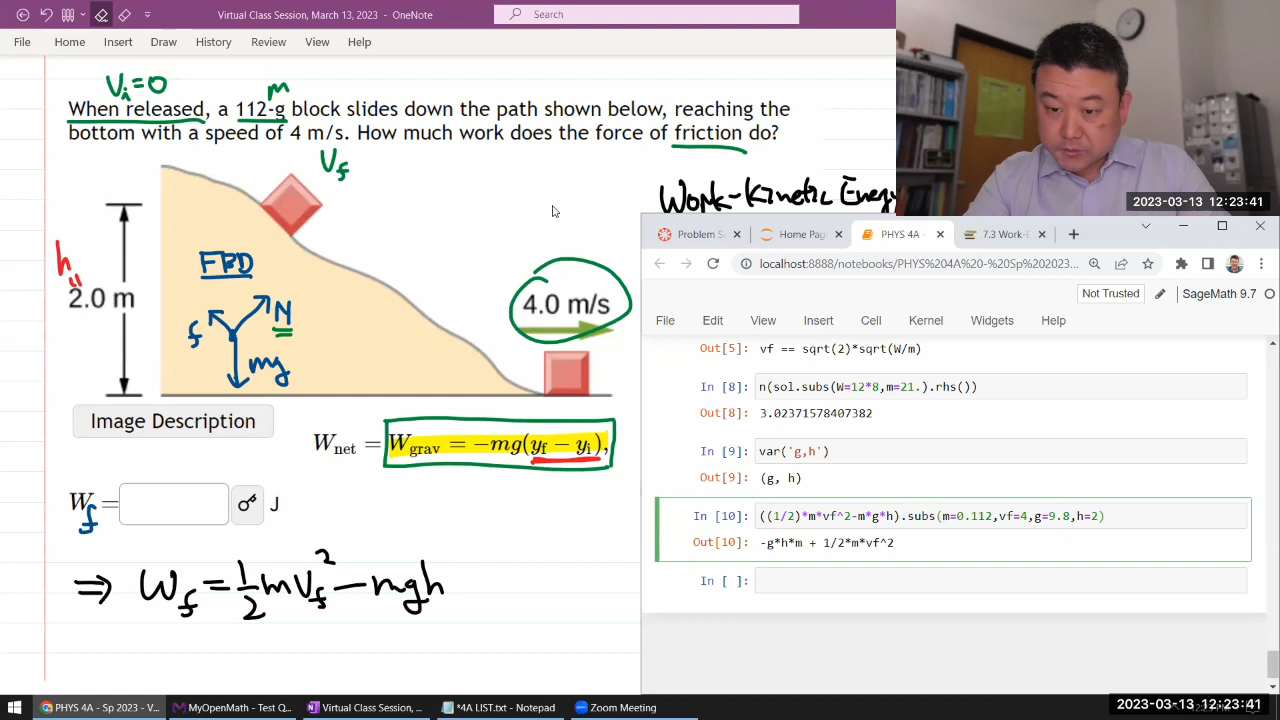 Virtual Class Session, March 13, 2023 - OneNote
Search
File Home Insert Draw History Review View Help
Vi = 0
m
When released, a 112-g block slides down the path shown below, reaching the
bottom with a speed of 4 m/s. How much work does the force of friction do?
Vf
Work-Kinetic Energy
h
=
2.0 m
FBD
N
f
mg
4.0 m/s
Image Description
Wnet = Wgrav = −mg(yf − yi),
Wf = J
⇒ Wf = 1/2 m Vf^2 − mgh
2023-03-13 12:23:41
Problem S
Home Page
PHYS 4A
7.3 Work-E
localhost:8888/notebooks/PHYS%204A%20-%20Sp%202023...
Not Trusted
SageMath 9.7
File Edit View Insert Cell Kernel Widgets Help
Out[5]: vf == sqrt(2)*sqrt(W/m)
In [8]: n(sol.subs(W=12*8,m=21.).rhs())
Out[8]: 3.02371578407382
In [9]: var('g,h')
Out[9]: (g, h)
In [10]: ((1/2)*m*vf^2-m*g*h).subs(m=0.112,vf=4,g=9.8,h=2)
Out[10]: -g*h*m + 1/2*m*vf^2
In [ ]:
PHYS 4A - Sp 2023 - V...
MyOpenMath - Test Q...
Virtual Class Session, ...
*4A LIST.txt - Notepad
Zoom Meeting
2023-03-13 12:23:41